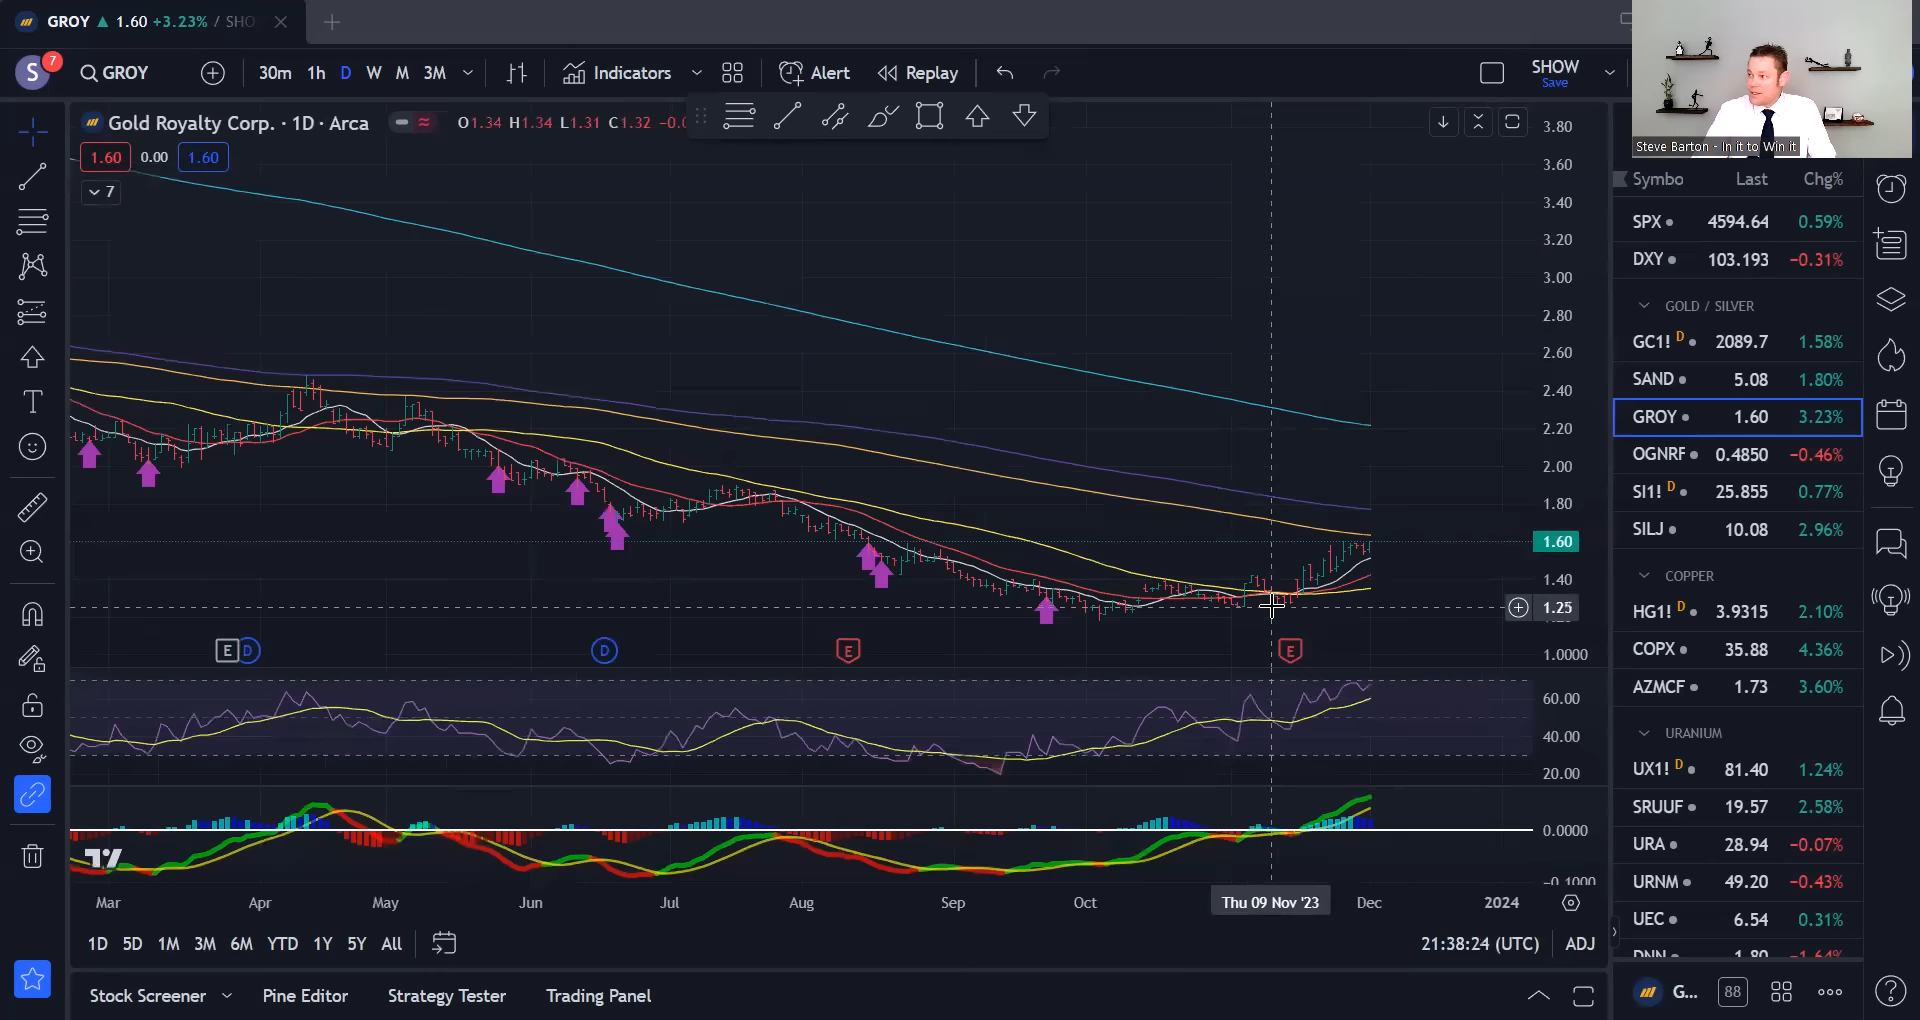 GROY 1.60 +3.23% / SHO
S 7 GROY 30m 1h D W M 3M Indicators Alert Replay SHOW
Save
Gold Royalty Corp. · 1D · Arca O1.34 H1.34 L1.31 C1.32 −0.0
1.60 0.00 1.60
7
Steve Barton - In it to Win it
3.80
3.60
3.40
3.20
3.00
2.80
2.60
2.40
2.20
2.00
1.80
1.60
1.40
1.25
1.0000
E D D E E
60.00
40.00
20.00
0.0000
−0.1000
Mar Apr May Jun Jul Aug Sep Oct Thu 09 Nov '23 Dec 2024
1D 5D 1M 3M 6M YTD 1Y 5Y All 21:38:24 (UTC) ADJ
Stock Screener Pine Editor Strategy Tester Trading Panel
Symbo Last Chg%
SPX 4594.64 0.59%
DXY 103.193 −0.31%
GOLD / SILVER
GC1! D 2089.7 1.58%
SAND 5.08 1.80%
GROY 1.60 3.23%
OGNRF 0.4850 −0.46%
SI1! D 25.855 0.77%
SILJ 10.08 2.96%
COPPER
HG1! D 3.9315 2.10%
COPX 35.88 4.36%
AZMCF 1.73 3.60%
URANIUM
UX1! D 81.40 1.24%
SRUUF 19.57 2.58%
URA 28.94 −0.07%
URNM 49.20 −0.43%
UEC 6.54 0.31%
DNN 1.80 −1.64%
G... 88